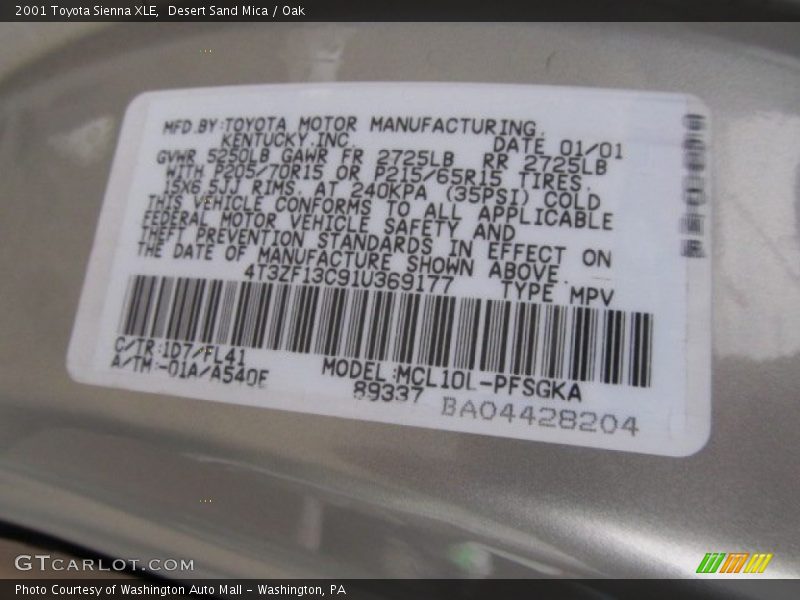 2001 Toyota Sienna XLE, Desert Sand Mica / Oak
MFD.BY:TOYOTA MOTOR MANUFACTURING,
KENTUCKY,INC. DATE 01/01
GVWR 5250LB GAWR FR 2725LB RR 2725LB
WITH P205/70R15 OR P215/65R15 TIRES.
15X6.5JJ RIMS. AT 240KPA (35PSI) COLD
THIS VEHICLE CONFORMS TO ALL APPLICABLE
FEDERAL MOTOR VEHICLE SAFETY AND
THEFT PREVENTION STANDARDS IN EFFECT ON
THE DATE OF MANUFACTURE SHOWN ABOVE.
4T3ZF13C91U369177 TYPE MPV
C/TR:1D7/FL41
A/TM:-01A/A540E
MODEL:MCL10L-PFSGKA
89337 BA04428204
GTCARLOT.COM
Photo Courtesy of Washington Auto Mall - Washington, PA